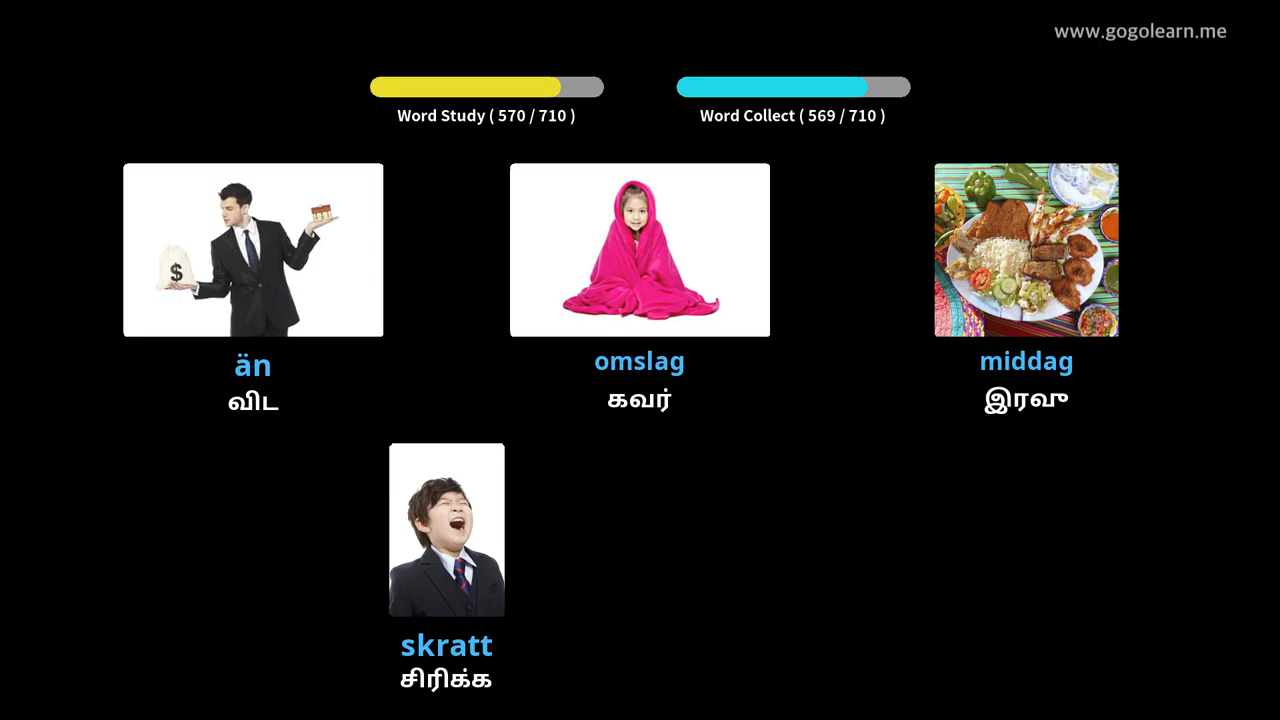 www.gogolearn.me
Word Study ( 570 / 710 )
Word Collect ( 569 / 710 )
än
விட
omslag
கவர்
middag
இரவு
skratt
சிரிக்க